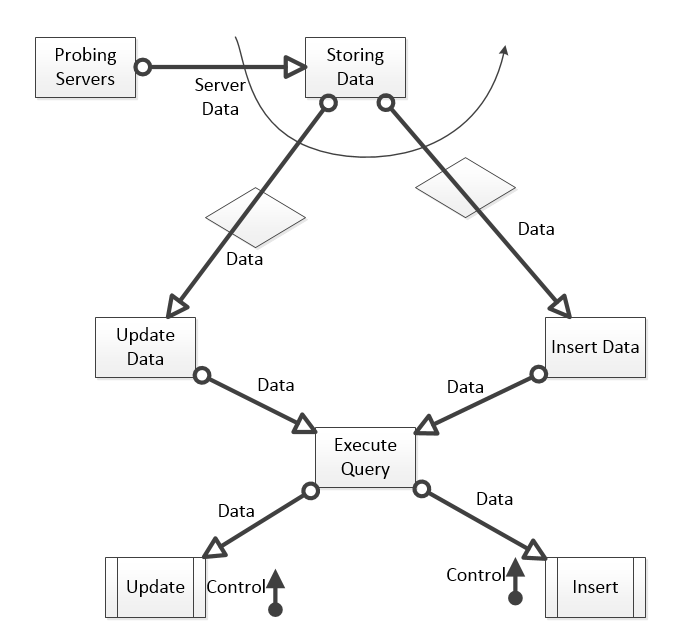 Probing
Servers
Storing
Data
Server
Data
Data
Data
Update
Data
Insert Data
Data
Data
Execute
Query
Data
Data
Update
Control
Control
Insert